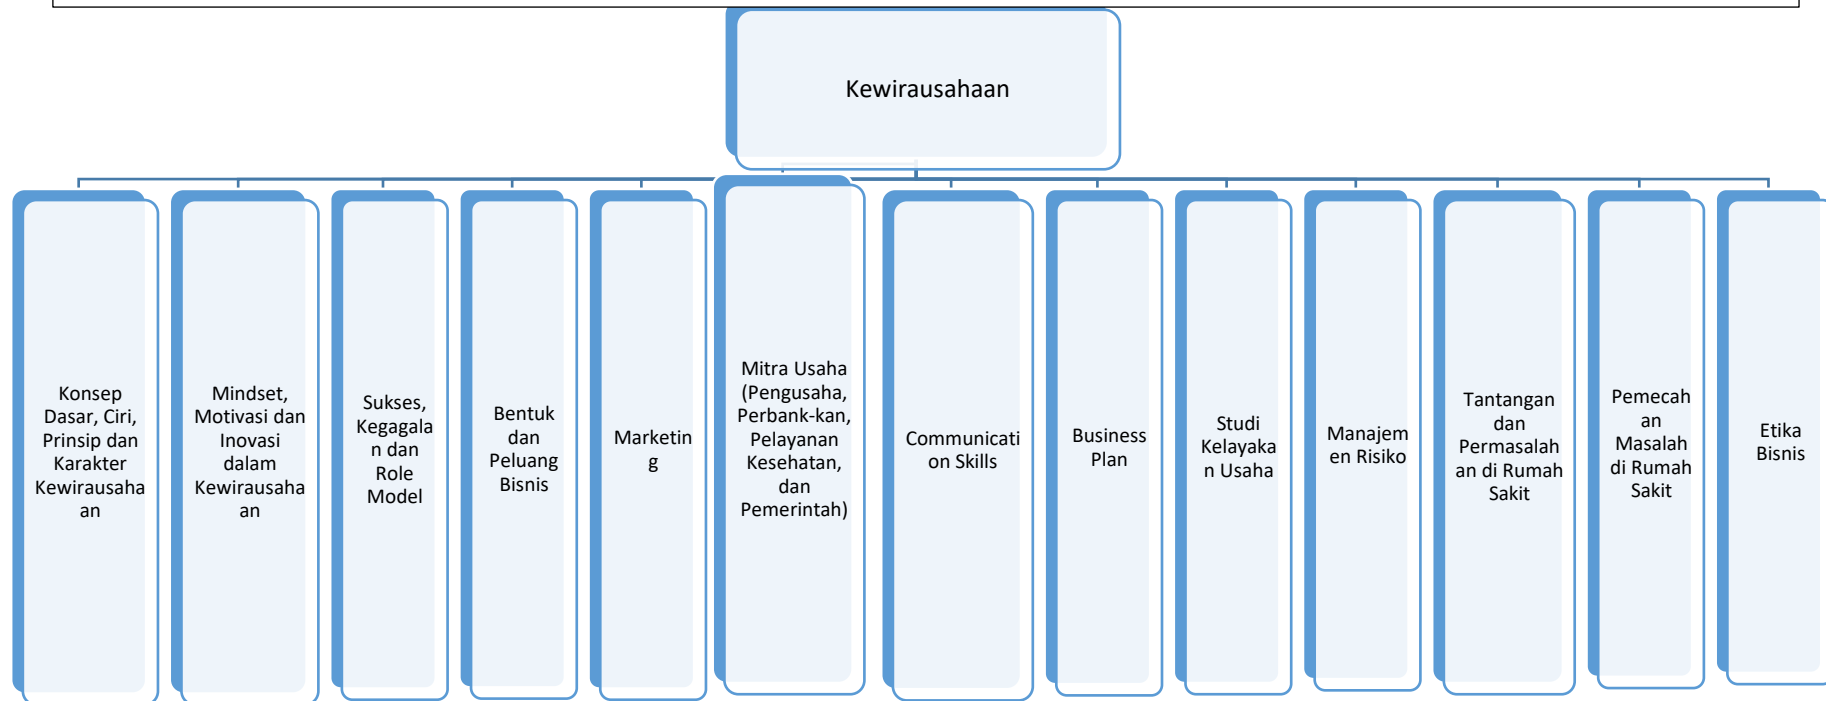 Kewirausahaan
Konsep
Dasar, Ciri,
Prinsip dan
Karakter
Kewirausaha
an
Mindset,
Motivasi dan
Inovasi
dalam
Kewirausaha
an
Sukses,
Kegagala
n dan
Role
Model
Bentuk
dan
Peluang
Bisnis
Marketin
g
Mitra Usaha
(Pengusaha,
Perbank-kan,
Pelayanan
Kesehatan,
dan
Pemerintah)
Communicati
on Skills
Business
Plan
Studi
Kelayaka
n Usaha
Manajem
en Risiko
Tantangan
dan
Permasalah
an di Rumah
Sakit
Pemecah
an
Masalah
di Rumah
Sakit
Etika
Bisnis